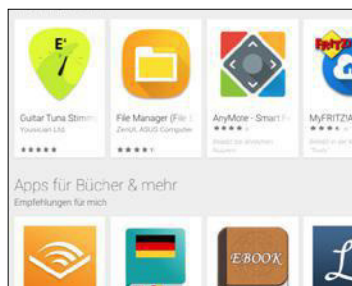 E♭
FRITZ!
Guitar Tuna Stimm
Yousician Ltd.
File Manager (File E
ZenUI, ASUS Computer
AnyMote - Smart Fe
MyFRITZ!A
Apps für Bücher & mehr
Empfehlungen für mich
EBOOK
L